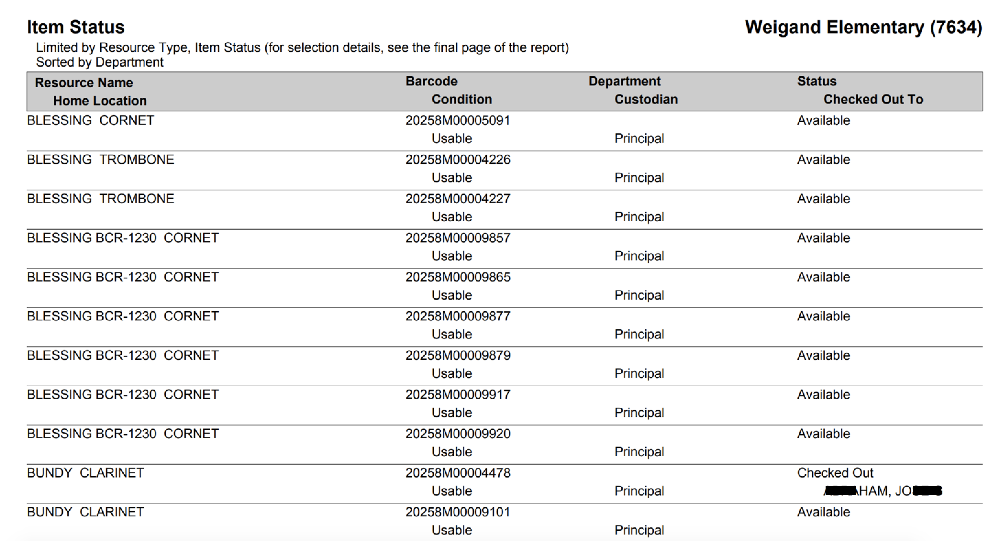 Item Status Weigand Elementary (7634)
Limited by Resource Type, Item Status (for selection details, see the final page of the report)
Sorted by Department
Resource Name Barcode Department Status
Home Location Condition Custodian Checked Out To
BLESSING CORNET 20258M00005091 Available
Usable Principal
BLESSING TROMBONE 20258M00004226 Available
Usable Principal
BLESSING TROMBONE 20258M00004227 Available
Usable Principal
BLESSING BCR-1230 CORNET 20258M00009857 Available
Usable Principal
BLESSING BCR-1230 CORNET 20258M00009865 Available
Usable Principal
BLESSING BCR-1230 CORNET 20258M00009877 Available
Usable Principal
BLESSING BCR-1230 CORNET 20258M00009879 Available
Usable Principal
BLESSING BCR-1230 CORNET 20258M00009917 Available
Usable Principal
BLESSING BCR-1230 CORNET 20258M00009920 Available
Usable Principal
BUNDY CLARINET 20258M00004478 Checked Out
Usable Principal
BUNDY CLARINET 20258M00009101 Available
Usable Principal